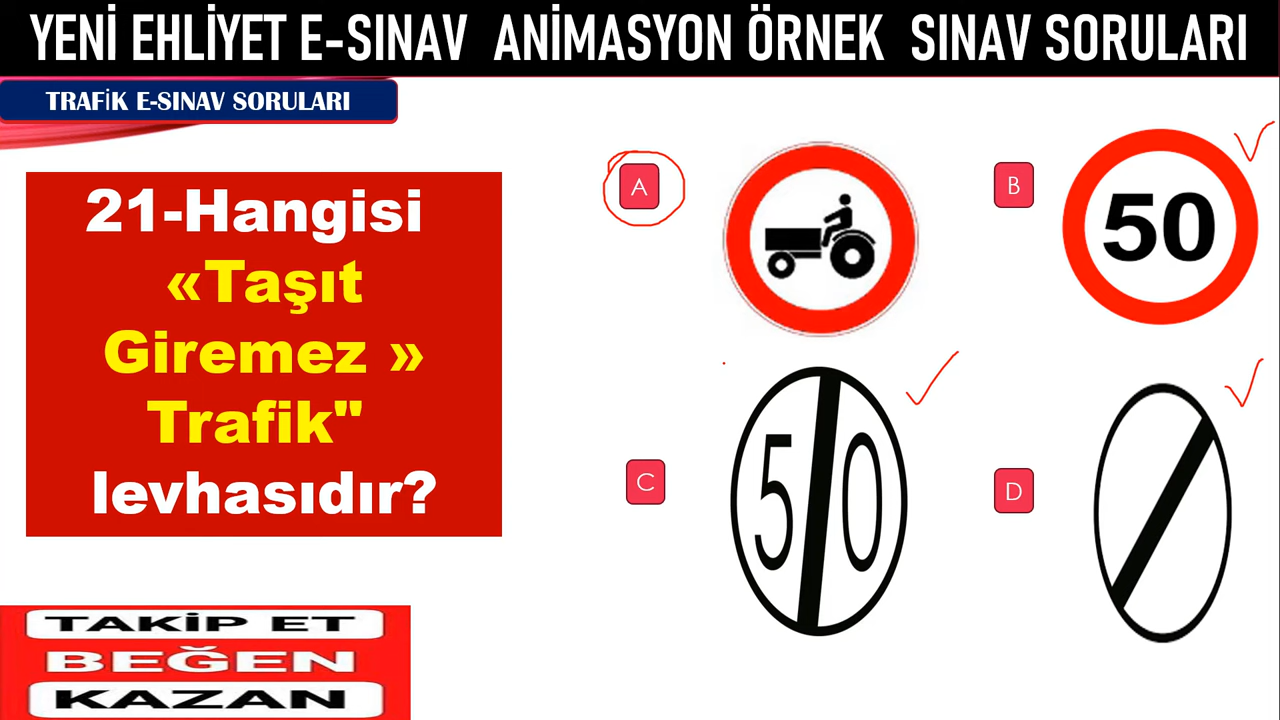 YENİ EHLİYET E-SINAV ANİMASYON ÖRNEK SINAV SORULARI
TRAFİK E-SINAV SORULARI
21-Hangisi
«Taşıt
Giremez »
Trafik"
levhasıdır?
A
B
50
C
50
D
TAKİP ET
BEĞEN
KAZAN